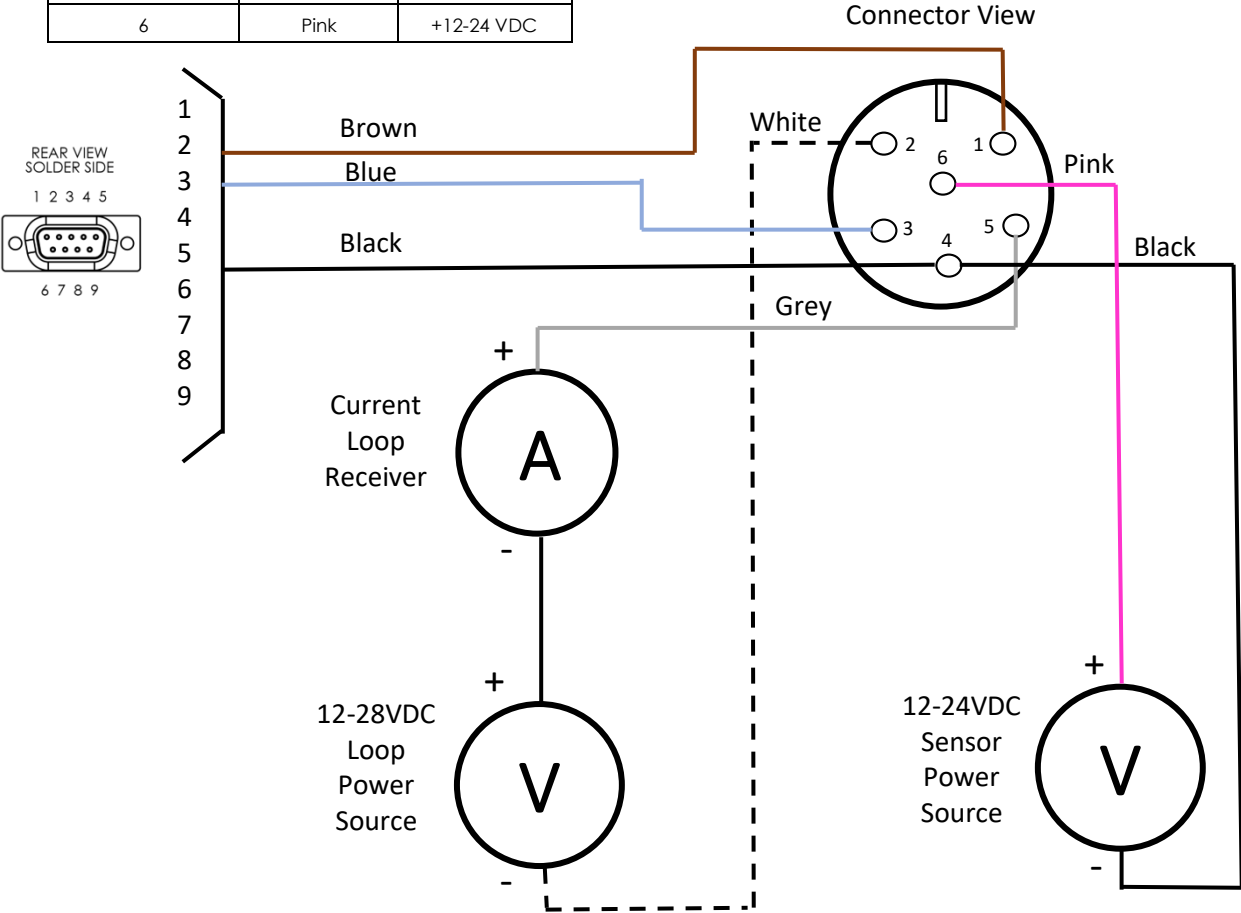 6 Pink +12-24 VDC
Connector View
1
2
3
4
5
6
7
8
9
REAR VIEW
SOLDER SIDE
1 2 3 4 5
6 7 8 9
Brown
Blue
Black
White
2
1
6
3
5
4
Pink
Black
Grey
+
Current
Loop
Receiver
A
-
+
12-28VDC
Loop
Power
Source
V
-
+
12-24VDC
Sensor
Power
Source
V
-